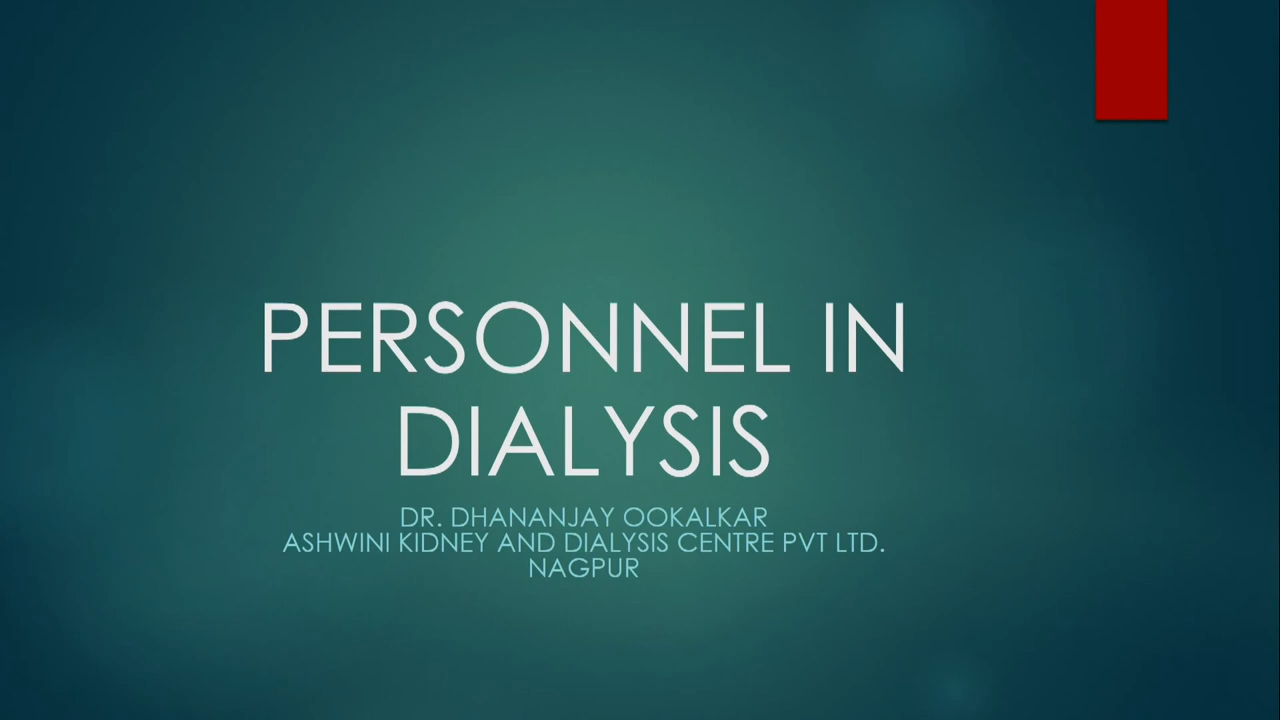 PERSONNEL IN
DIALYSIS
DR. DHANANJAY OOKALKAR
ASHWINI KIDNEY AND DIALYSIS CENTRE PVT LTD.
NAGPUR